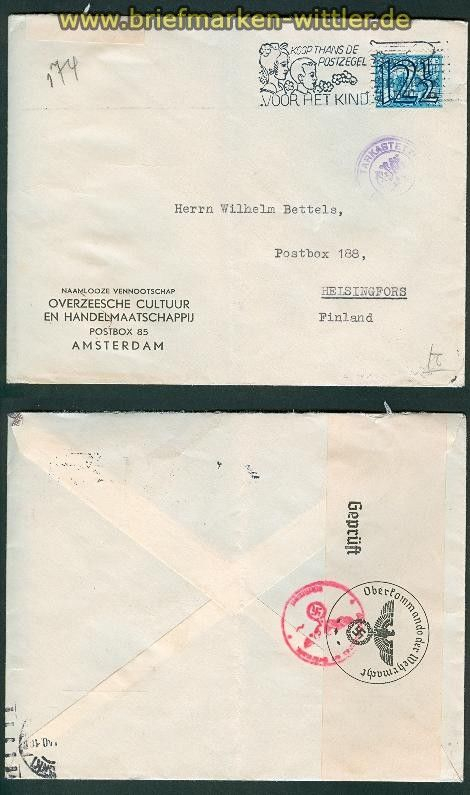 www.briefmarken-wittler.de
174
KOOP THANS DE
POSTZEGEL
VOOR HET KIND
12½
TARKASTE
Herrn Wilhelm Bettels,
Postbox 188,
HELSINGFORS
Finland
NAAMLOOZE VENNOOTSCHAP
OVERZEESCHE CULTUUR
EN HANDELMAATSCHAPPIJ
POSTBOX 85
AMSTERDAM
Geprüft
Oberkommando der Wehrmacht